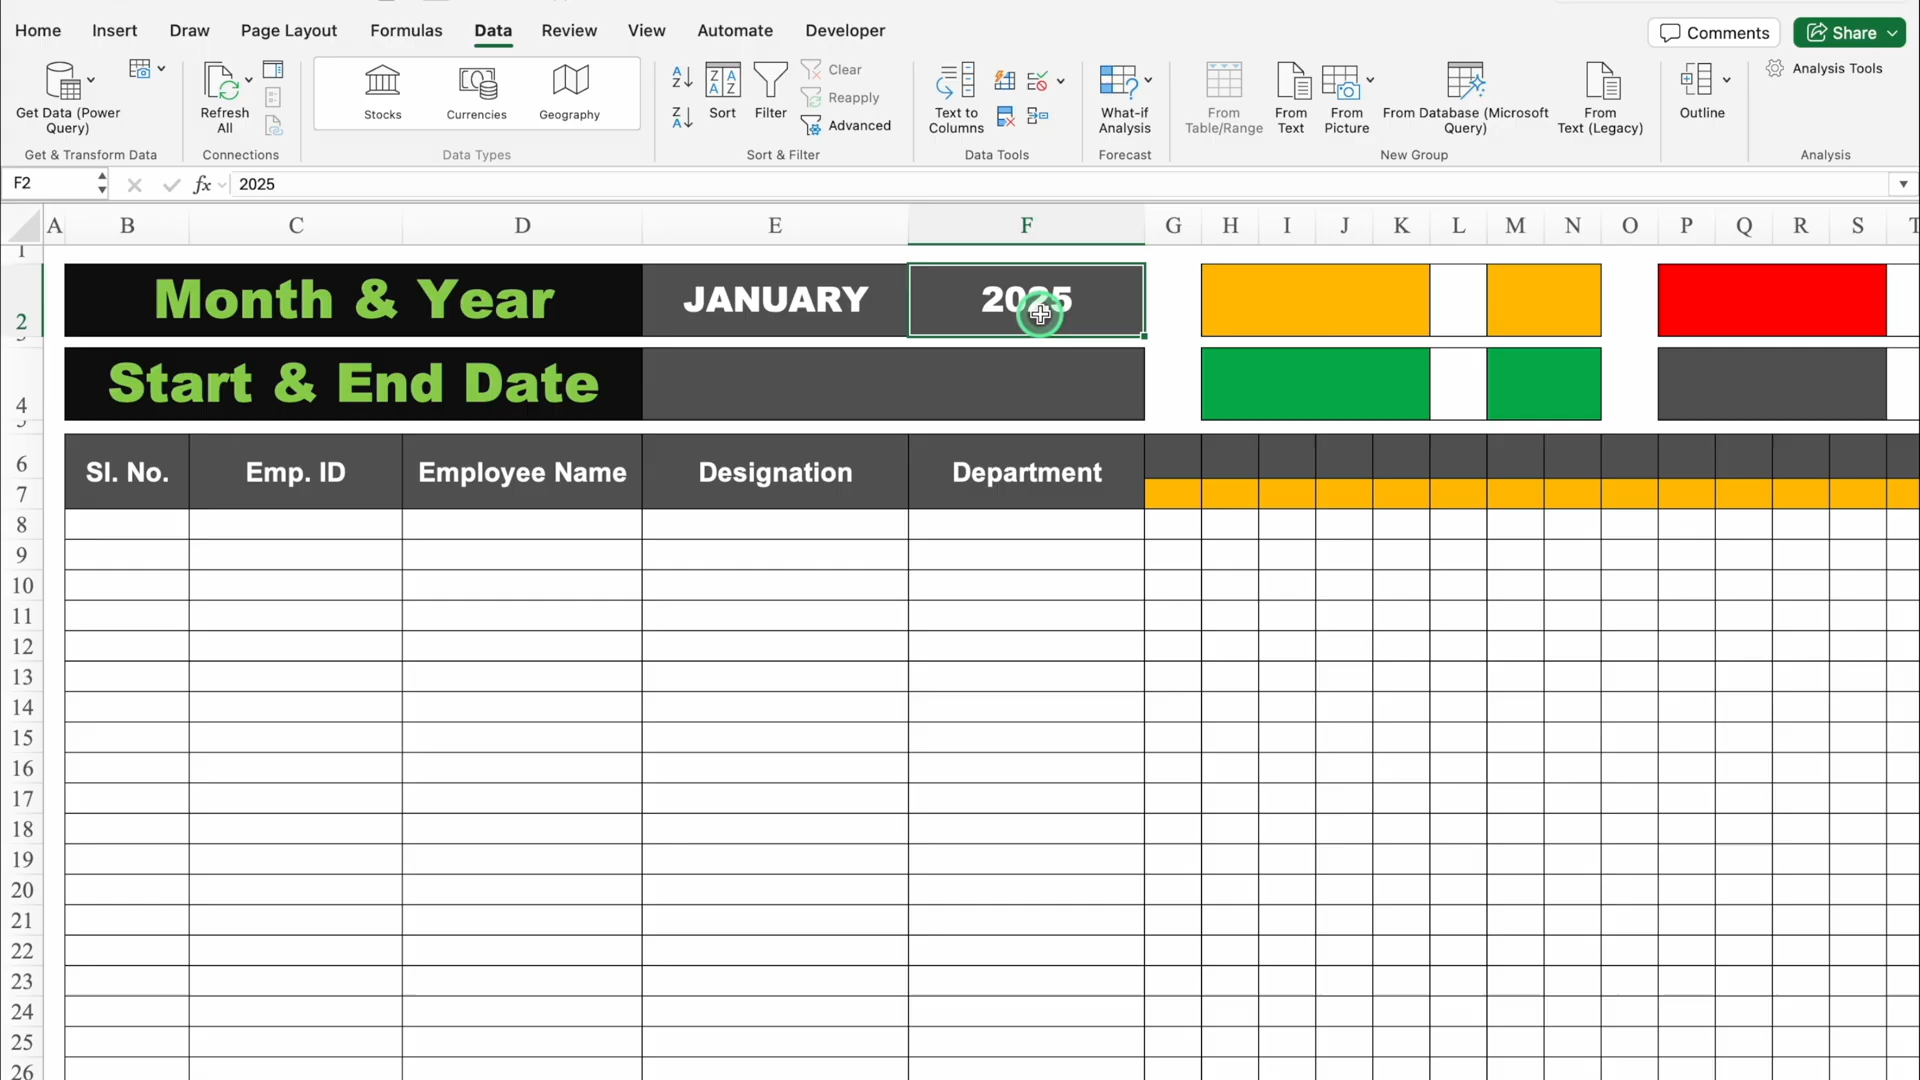 Home Insert Draw Page Layout Formulas Data Review View Automate Developer Comments Share
Get Data (Power Query)
Refresh All
Stocks Currencies Geography
Sort Filter
Clear
Reapply
Advanced
Text to Columns
What-if Analysis
From Table/Range
From Text
From Picture
From Database (Microsoft Query)
From Text (Legacy)
Outline
Analysis Tools
Get & Transform Data Connections Data Types Sort & Filter Data Tools Forecast New Group Analysis
F2 fx 2025
A B C D E F G H I J K L M N O P Q R S T
1
2 Month & Year JANUARY 2025
4 Start & End Date
6 Sl. No. Emp. ID Employee Name Designation Department
7
8
9
10
11
12
13
14
15
16
17
18
19
20
21
22
23
24
25
26